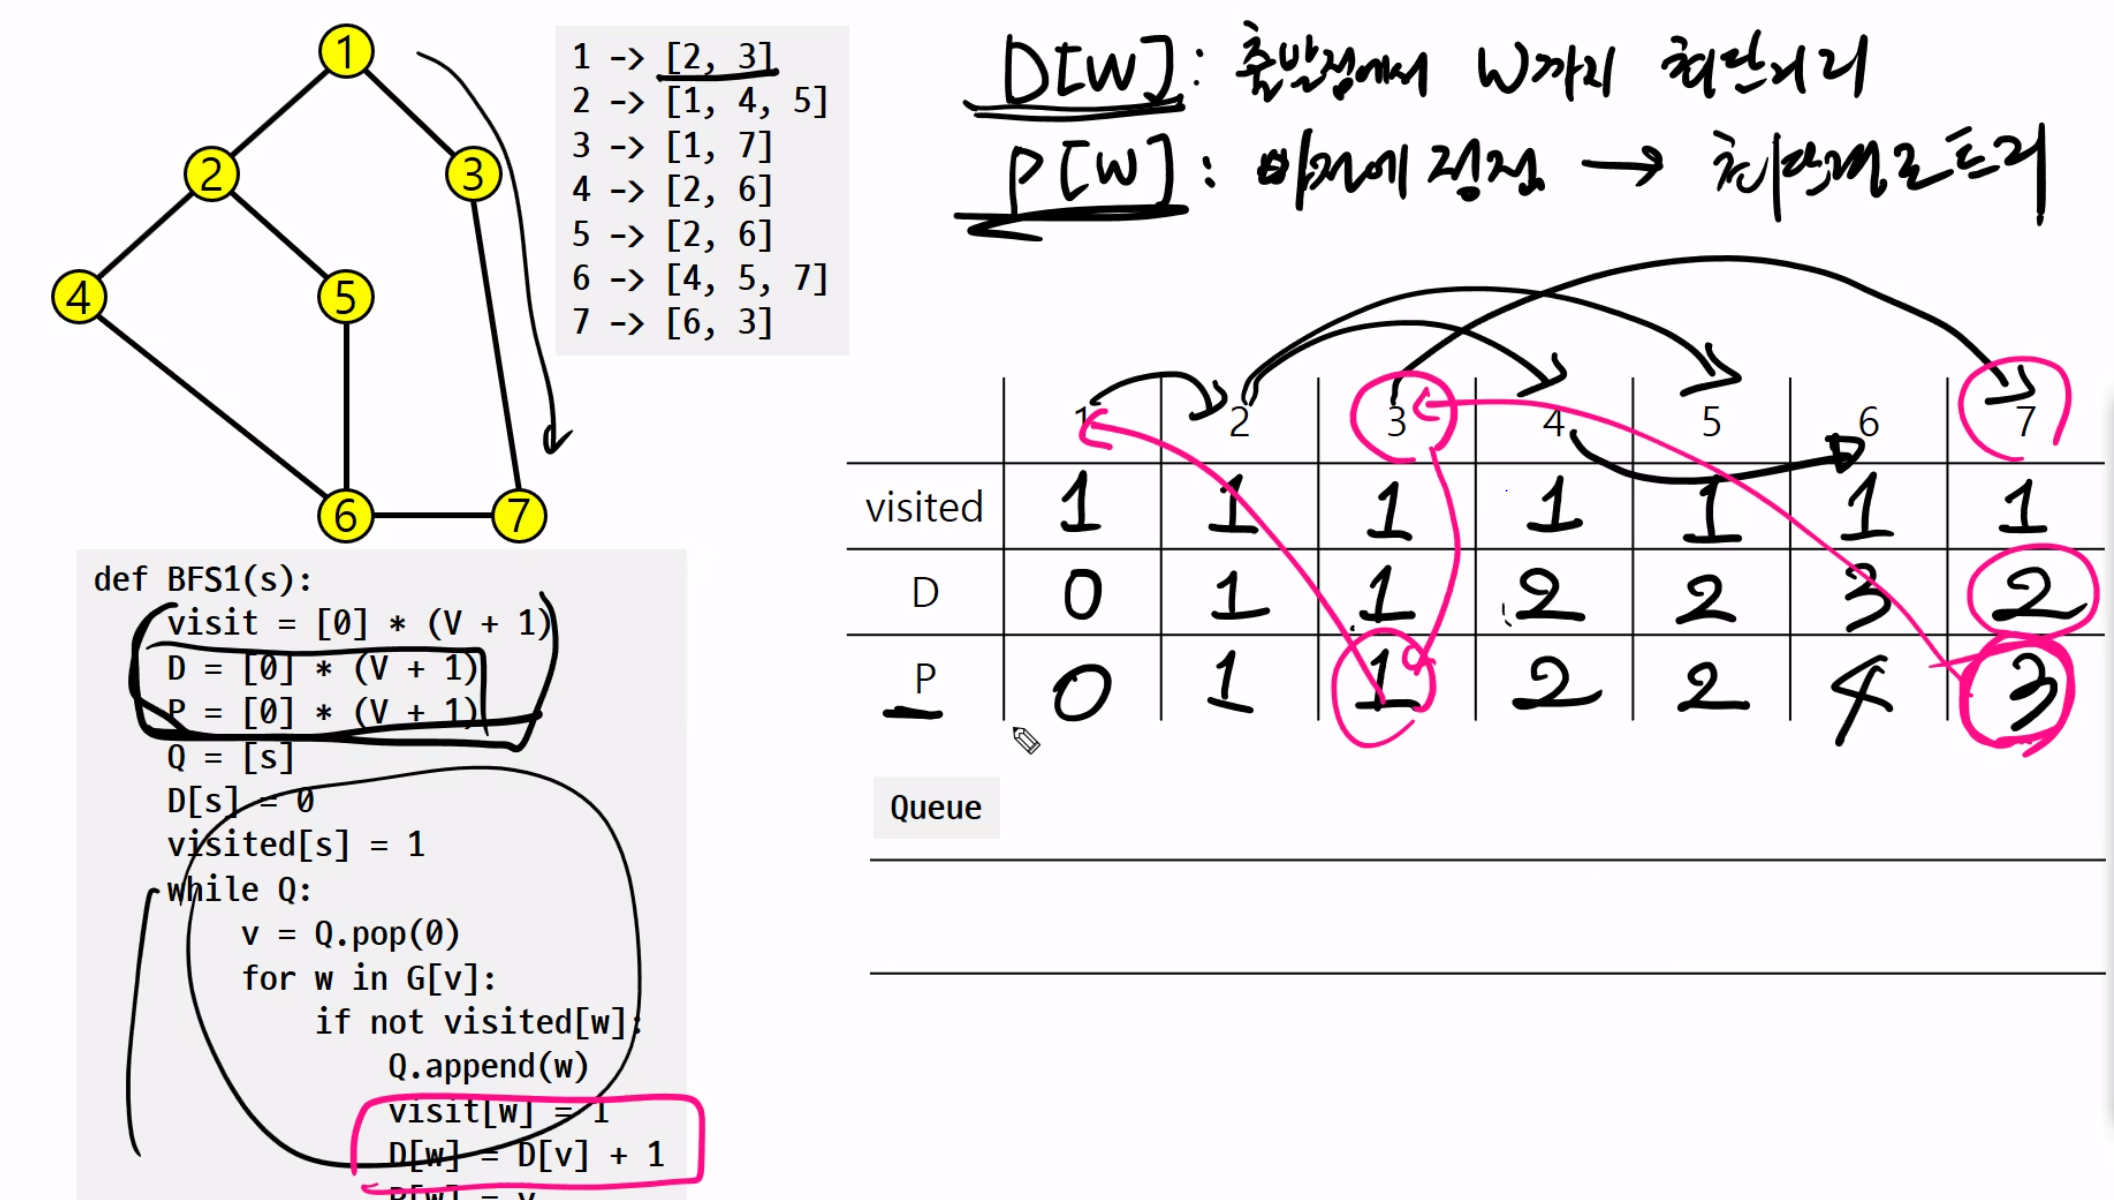 1
2
3
4
5
6
7
1 -> [2, 3]
2 -> [1, 4, 5]
3 -> [1, 7]
4 -> [2, 6]
5 -> [2, 6]
6 -> [4, 5, 7]
7 -> [6, 3]
D[W] : 출발점에서 W까지 최단거리
P[W] : 직전에 정점 → 최단경로트리
1 2 3 4 5 6 7
visited 1 1 1 1 1 1 1
D 0 1 1 2 2 3 2
P 0 1 1 2 2 4 3
Queue
def BFS1(s):
visit = [0] * (V + 1)
D = [0] * (V + 1)
P = [0] * (V + 1)
Q = [s]
D[s] = 0
visited[s] = 1
while Q:
v = Q.pop(0)
for w in G[v]:
if not visited[w]:
Q.append(w)
visit[w] = 1
D[w] = D[v] + 1
P[w] = v